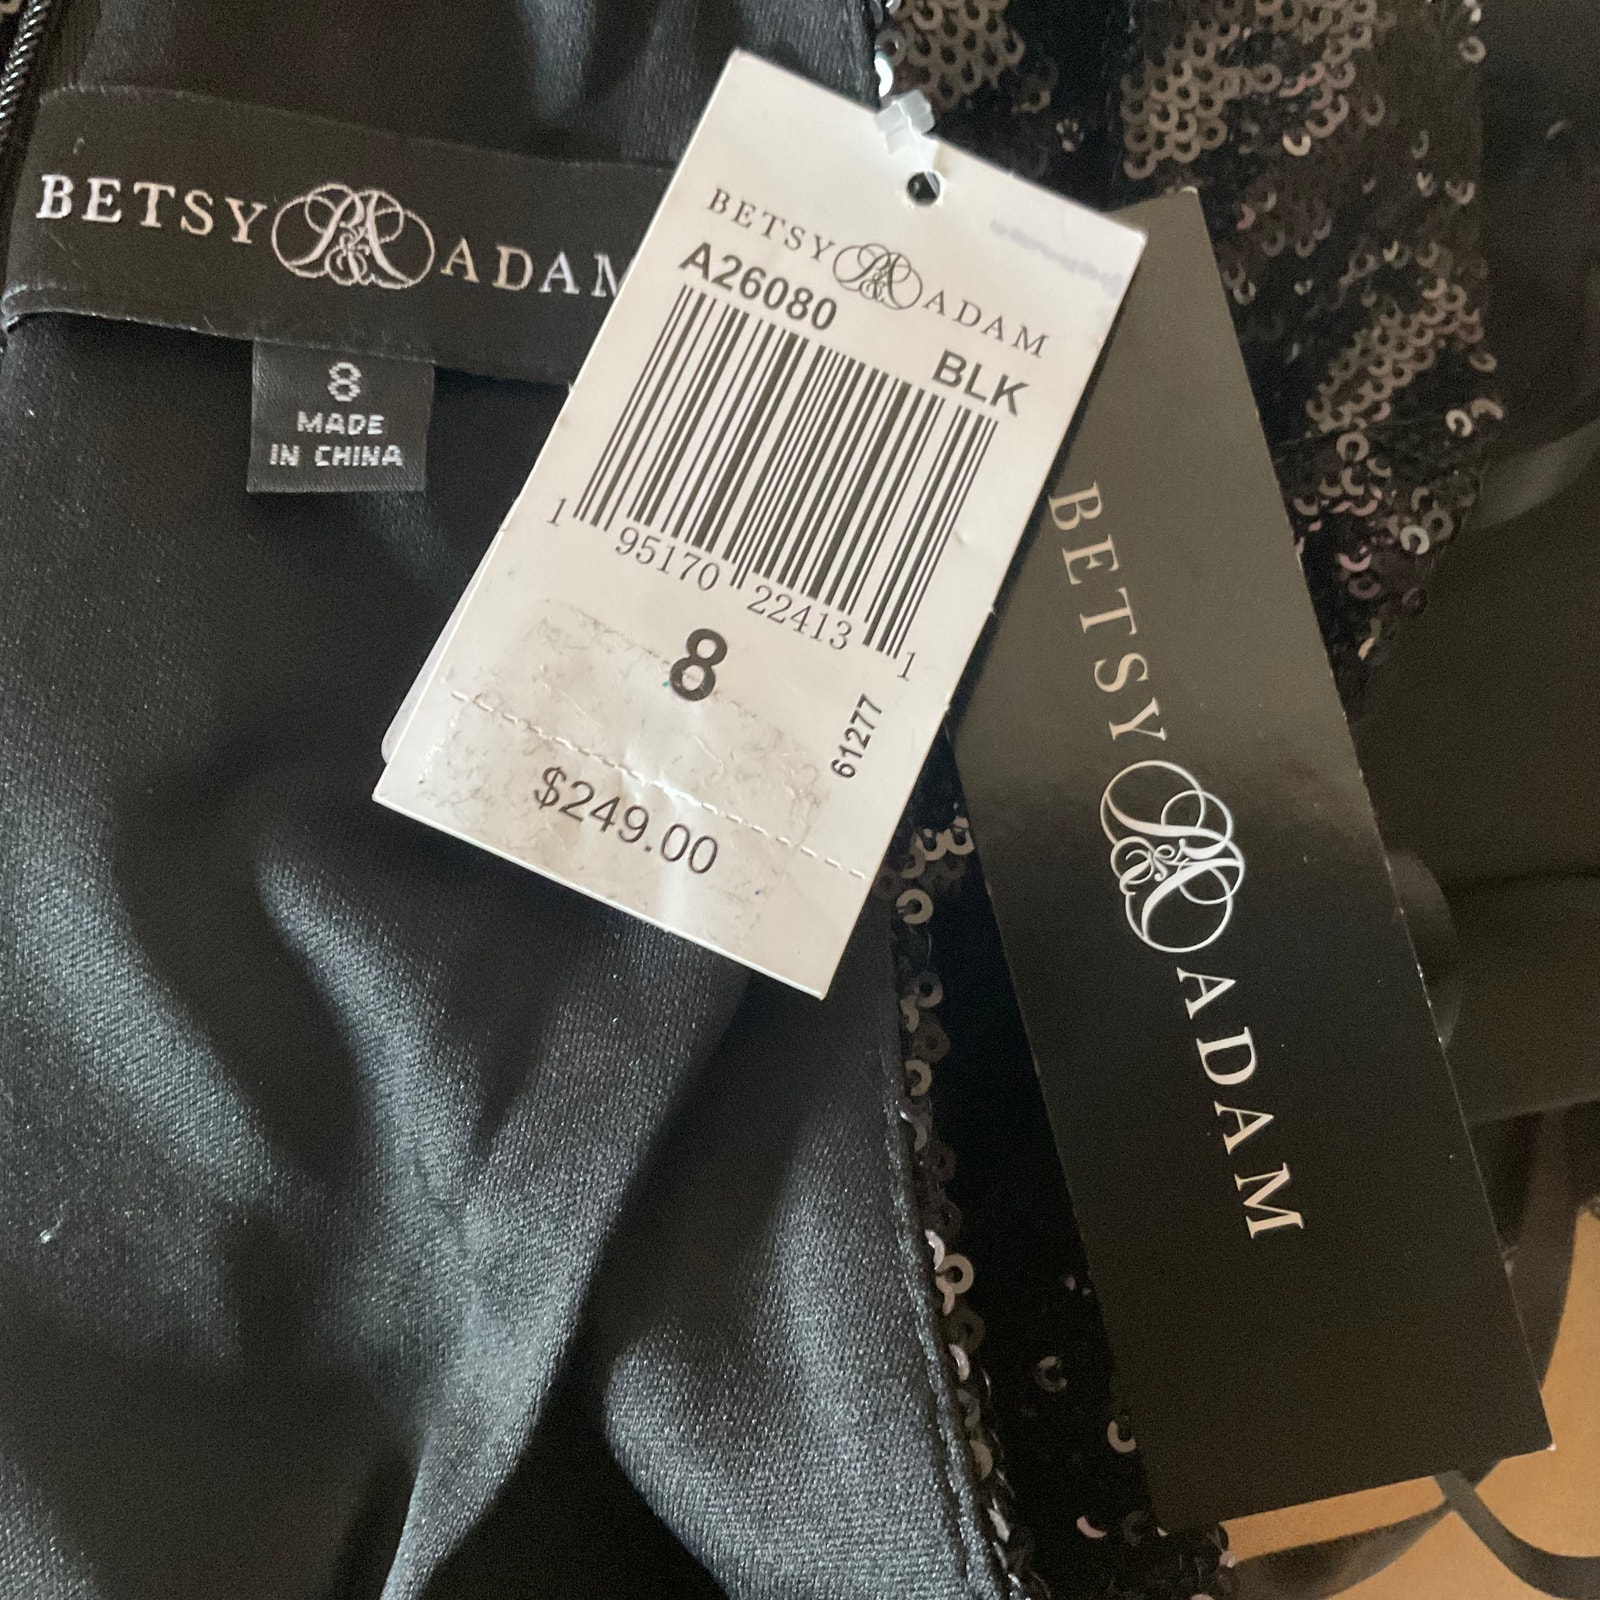 BETSY ADAM
8
MADE
IN CHINA
BETSY ADAM
A26080
BLK
1 95170 22413 1
8
61277
$249.00
BETSY ADAM